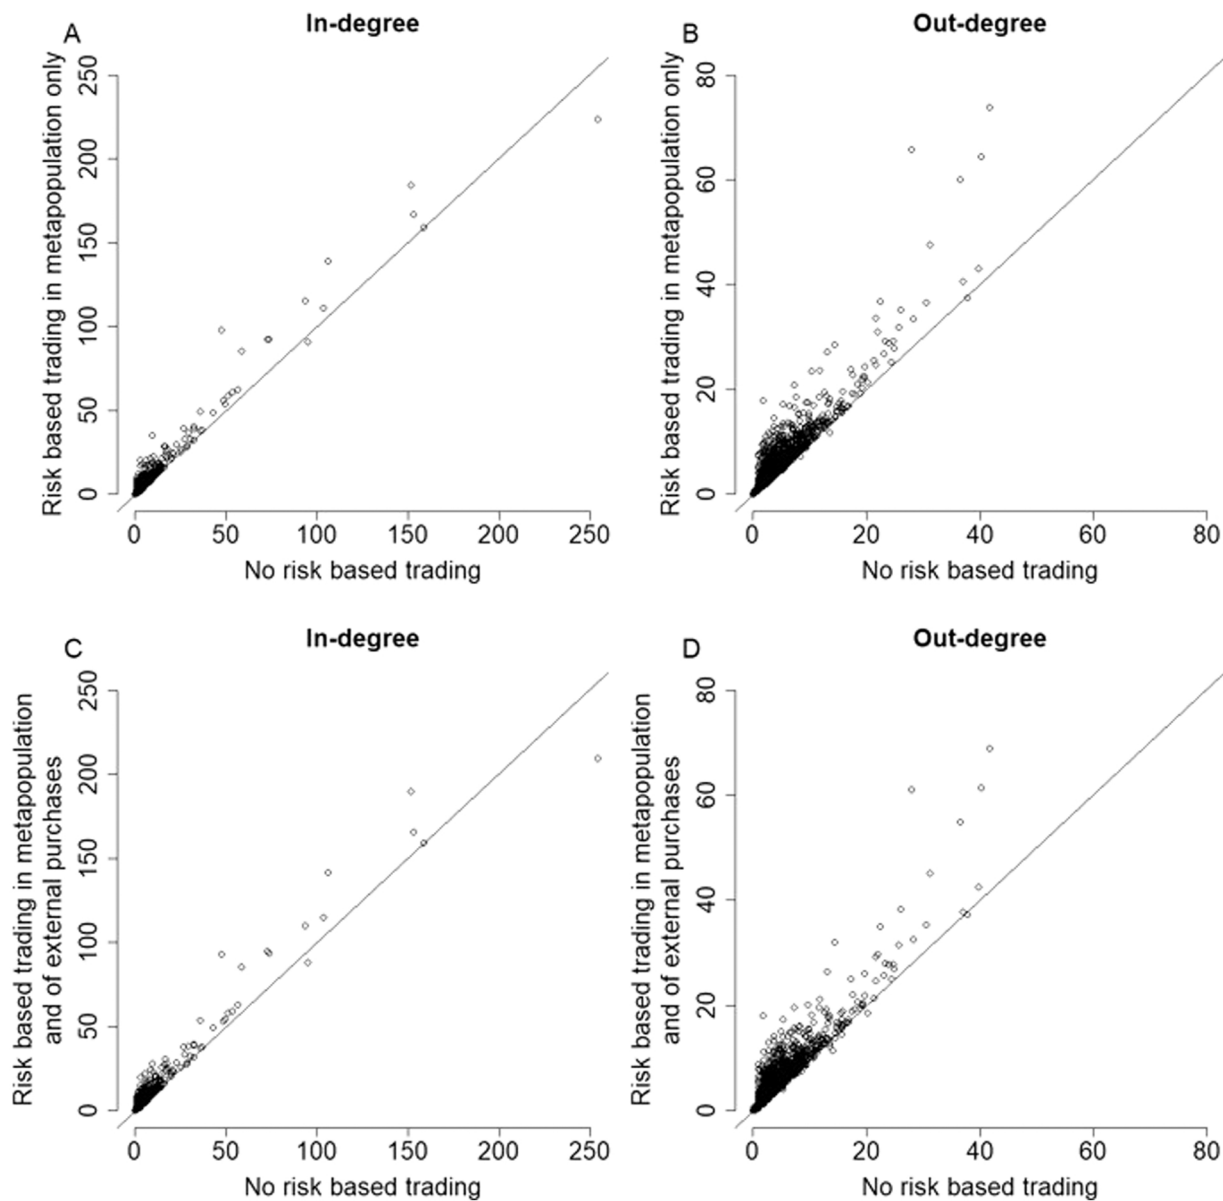 A
In-degree
Risk based trading in metapopulation only
250
200
150
100
50
0
0 50 100 150 200 250
No risk based trading
B
Out-degree
Risk based trading in metapopulation only
80
60
40
20
0
0 20 40 60 80
No risk based trading
C
In-degree
Risk based trading in metapopulation
and of external purchases
250
200
150
100
50
0
0 50 100 150 200 250
No risk based trading
D
Out-degree
Risk based trading in metapopulation
and of external purchases
80
60
40
20
0
0 20 40 60 80
No risk based trading